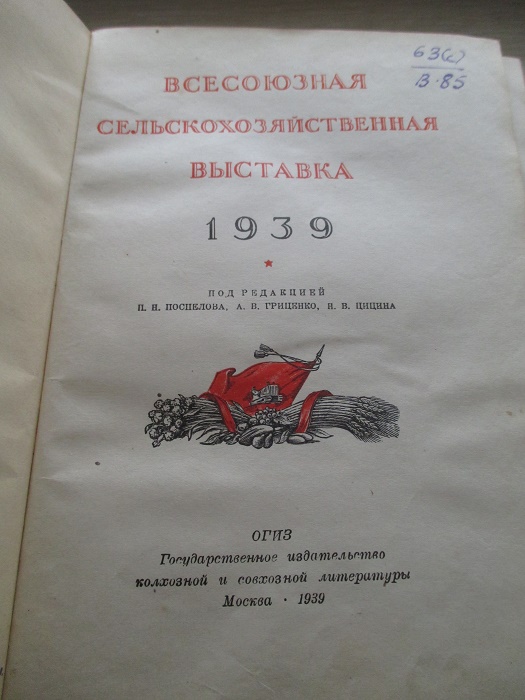 63(c)
В-85
ВСЕСОЮЗНАЯ
СЕЛЬСКОХОЗЯЙСТВЕННАЯ
ВЫСТАВКА
1939
ПОД РЕДАКЦИЕЙ
П. Н. ПОСПЕЛОВА, А. В. ГРИЦЕНКО, Н. В. ЦИЦИНА
ОГИЗ
Государственное издательство
колхозной и совхозной литературы
Москва · 1939